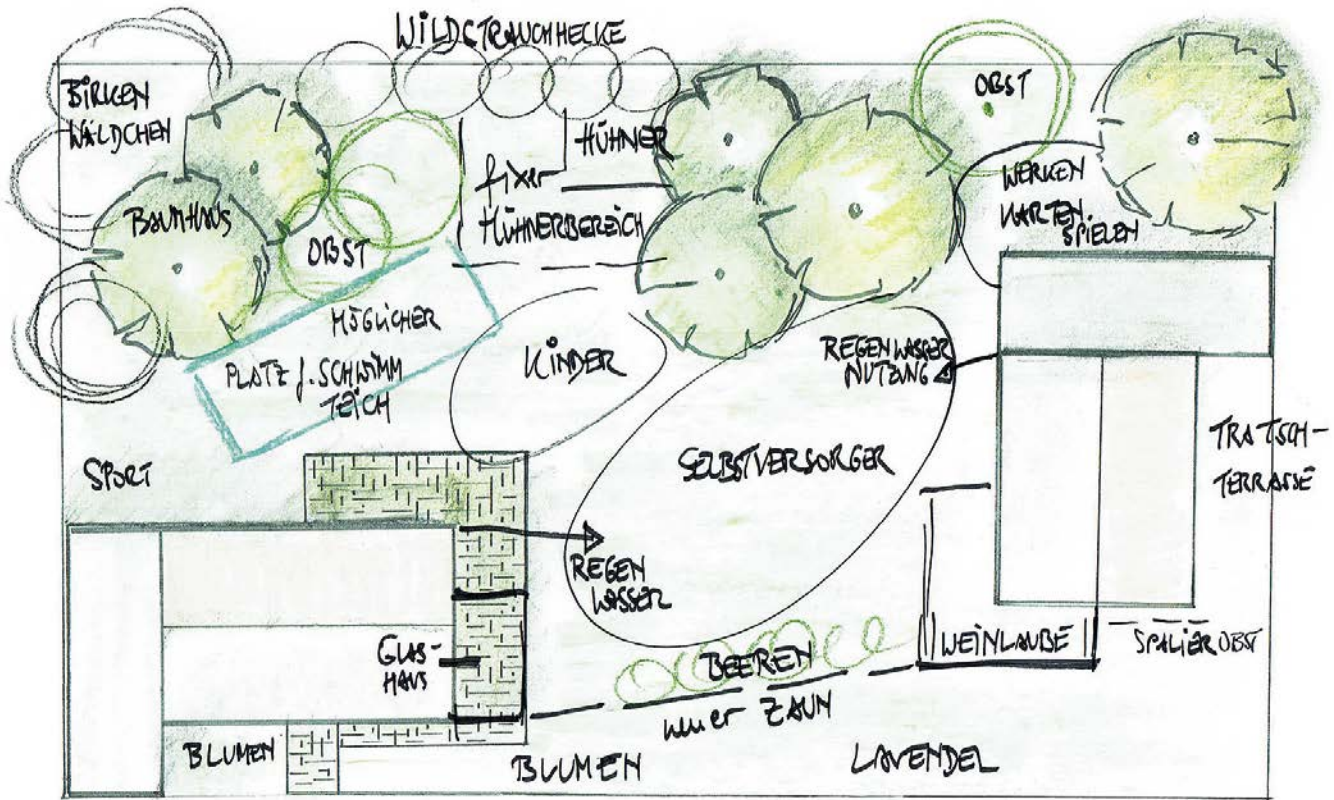 WILDSTRAUCHHECKE
BIRKEN
WÄLDCHEN
OBST
HÜHNER
fixer
HÜHNERBEREICH
WERKEN
KARTEN
SPIELEN
BAUMHAUS
OBST
MÖGLICHER
PLATZ f. SCHWIMM
TEICH
KINDER
REGENWASSER
NUTZUNG
SELBSTVERSORGER
TRATSCH-
TERRASSE
SPORT
REGEN
WASSER
GLAS-
HAUS
BEEREN
WEINLAUBE
SPALIEROBST
neuer ZAUN
BLUMEN
BLUMEN
LAVENDEL